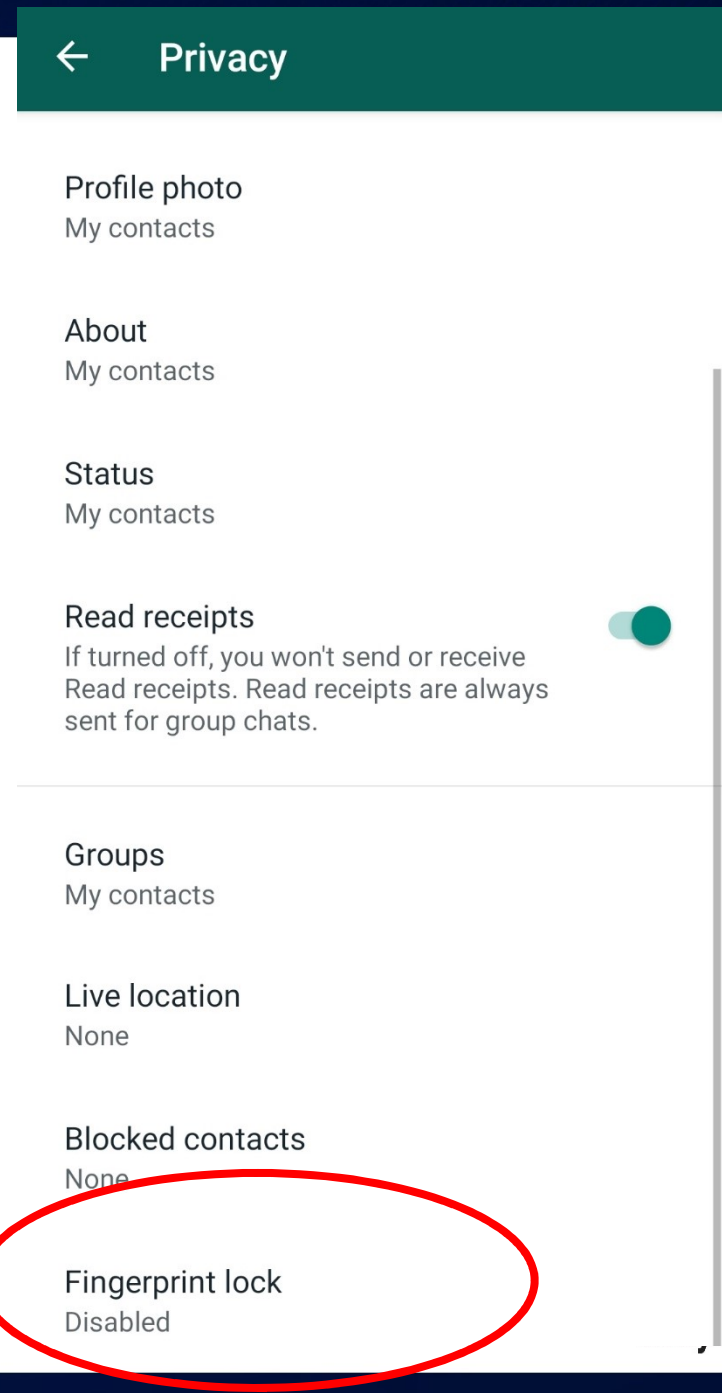 Privacy
Profile photo
My contacts
About
My contacts
Status
My contacts
Read receipts
If turned off, you won't send or receive
Read receipts. Read receipts are always
sent for group chats.
Groups
My contacts
Live location
None
Blocked contacts
None
Fingerprint lock
Disabled